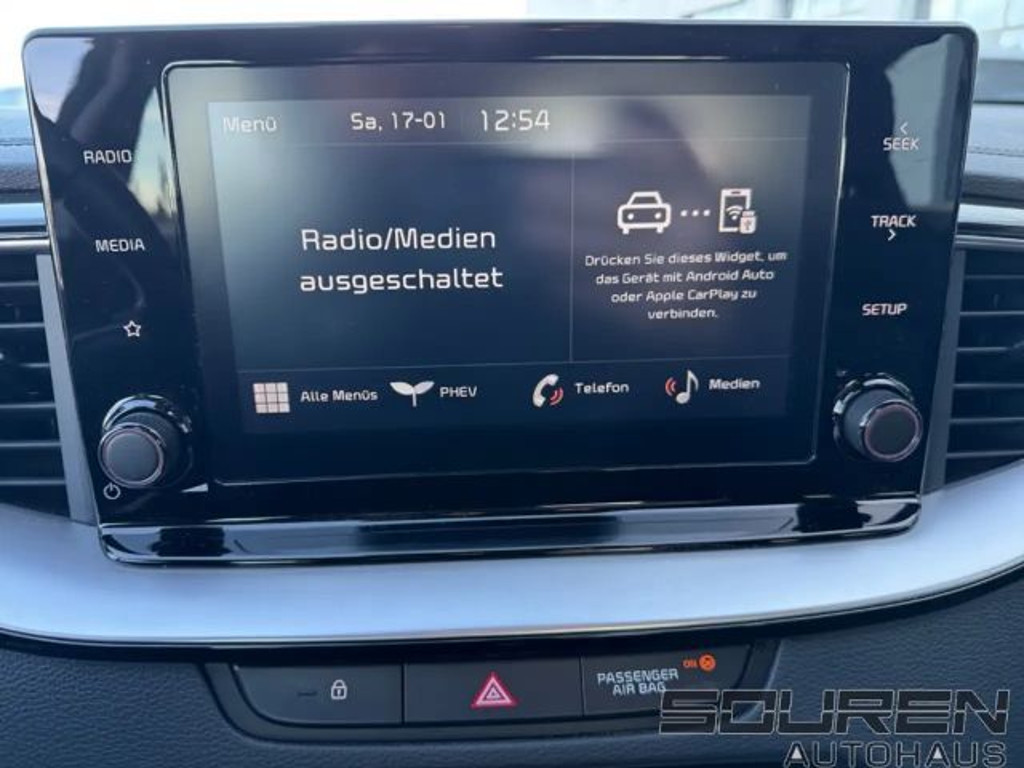 Menü Sa, 17-01 12:54
RADIO
MEDIA
SEEK
TRACK
SETUP
Radio/Medien
ausgeschaltet
Drücken Sie dieses Widget, um
das Gerät mit Android Auto
oder Apple CarPlay zu
verbinden.
Alle Menüs PHEV Telefon Medien
PASSENGER
AIR BAG
SOUREN
AUTOHAUS